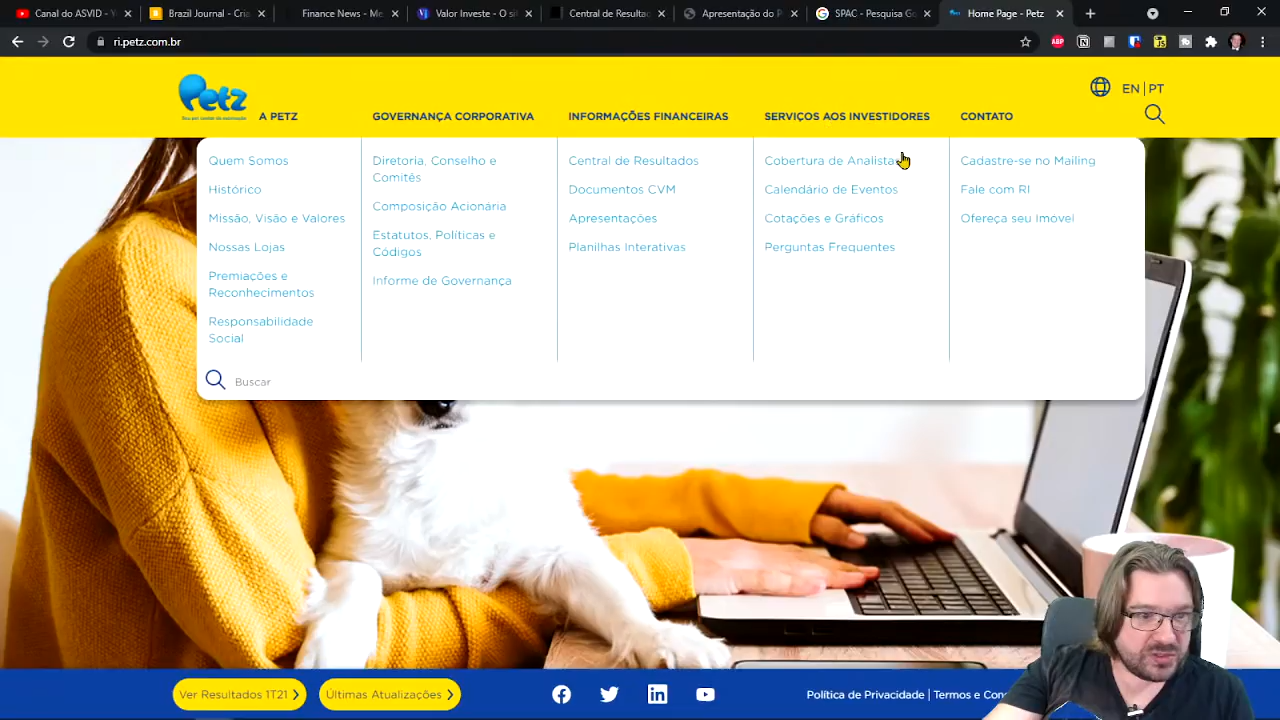 Canal do ASVID - Y
Brazil Journal - Cana
Finance News - Me
Valor Investe - O sit
Central de Resultad
Apresentação do P
SPAC - Pesquisa Go
Home Page - Petz
ri.petz.com.br
Petz
EN | PT
A PETZ
GOVERNANÇA CORPORATIVA
INFORMAÇÕES FINANCEIRAS
SERVIÇOS AOS INVESTIDORES
CONTATO
Quem Somos
Histórico
Missão, Visão e Valores
Nossas Lojas
Premiações e
Reconhecimentos
Responsabilidade
Social
Diretoria, Conselho e
Comitês
Composição Acionária
Estatutos, Políticas e
Códigos
Informe de Governança
Central de Resultados
Documentos CVM
Apresentações
Planilhas Interativas
Cobertura de Analista
Calendário de Eventos
Cotações e Gráficos
Perguntas Frequentes
Cadastre-se no Mailing
Fale com RI
Ofereça seu Imóvel
Buscar
Ver Resultados 1T21
Últimas Atualizações
Política de Privacidade | Termos e Con